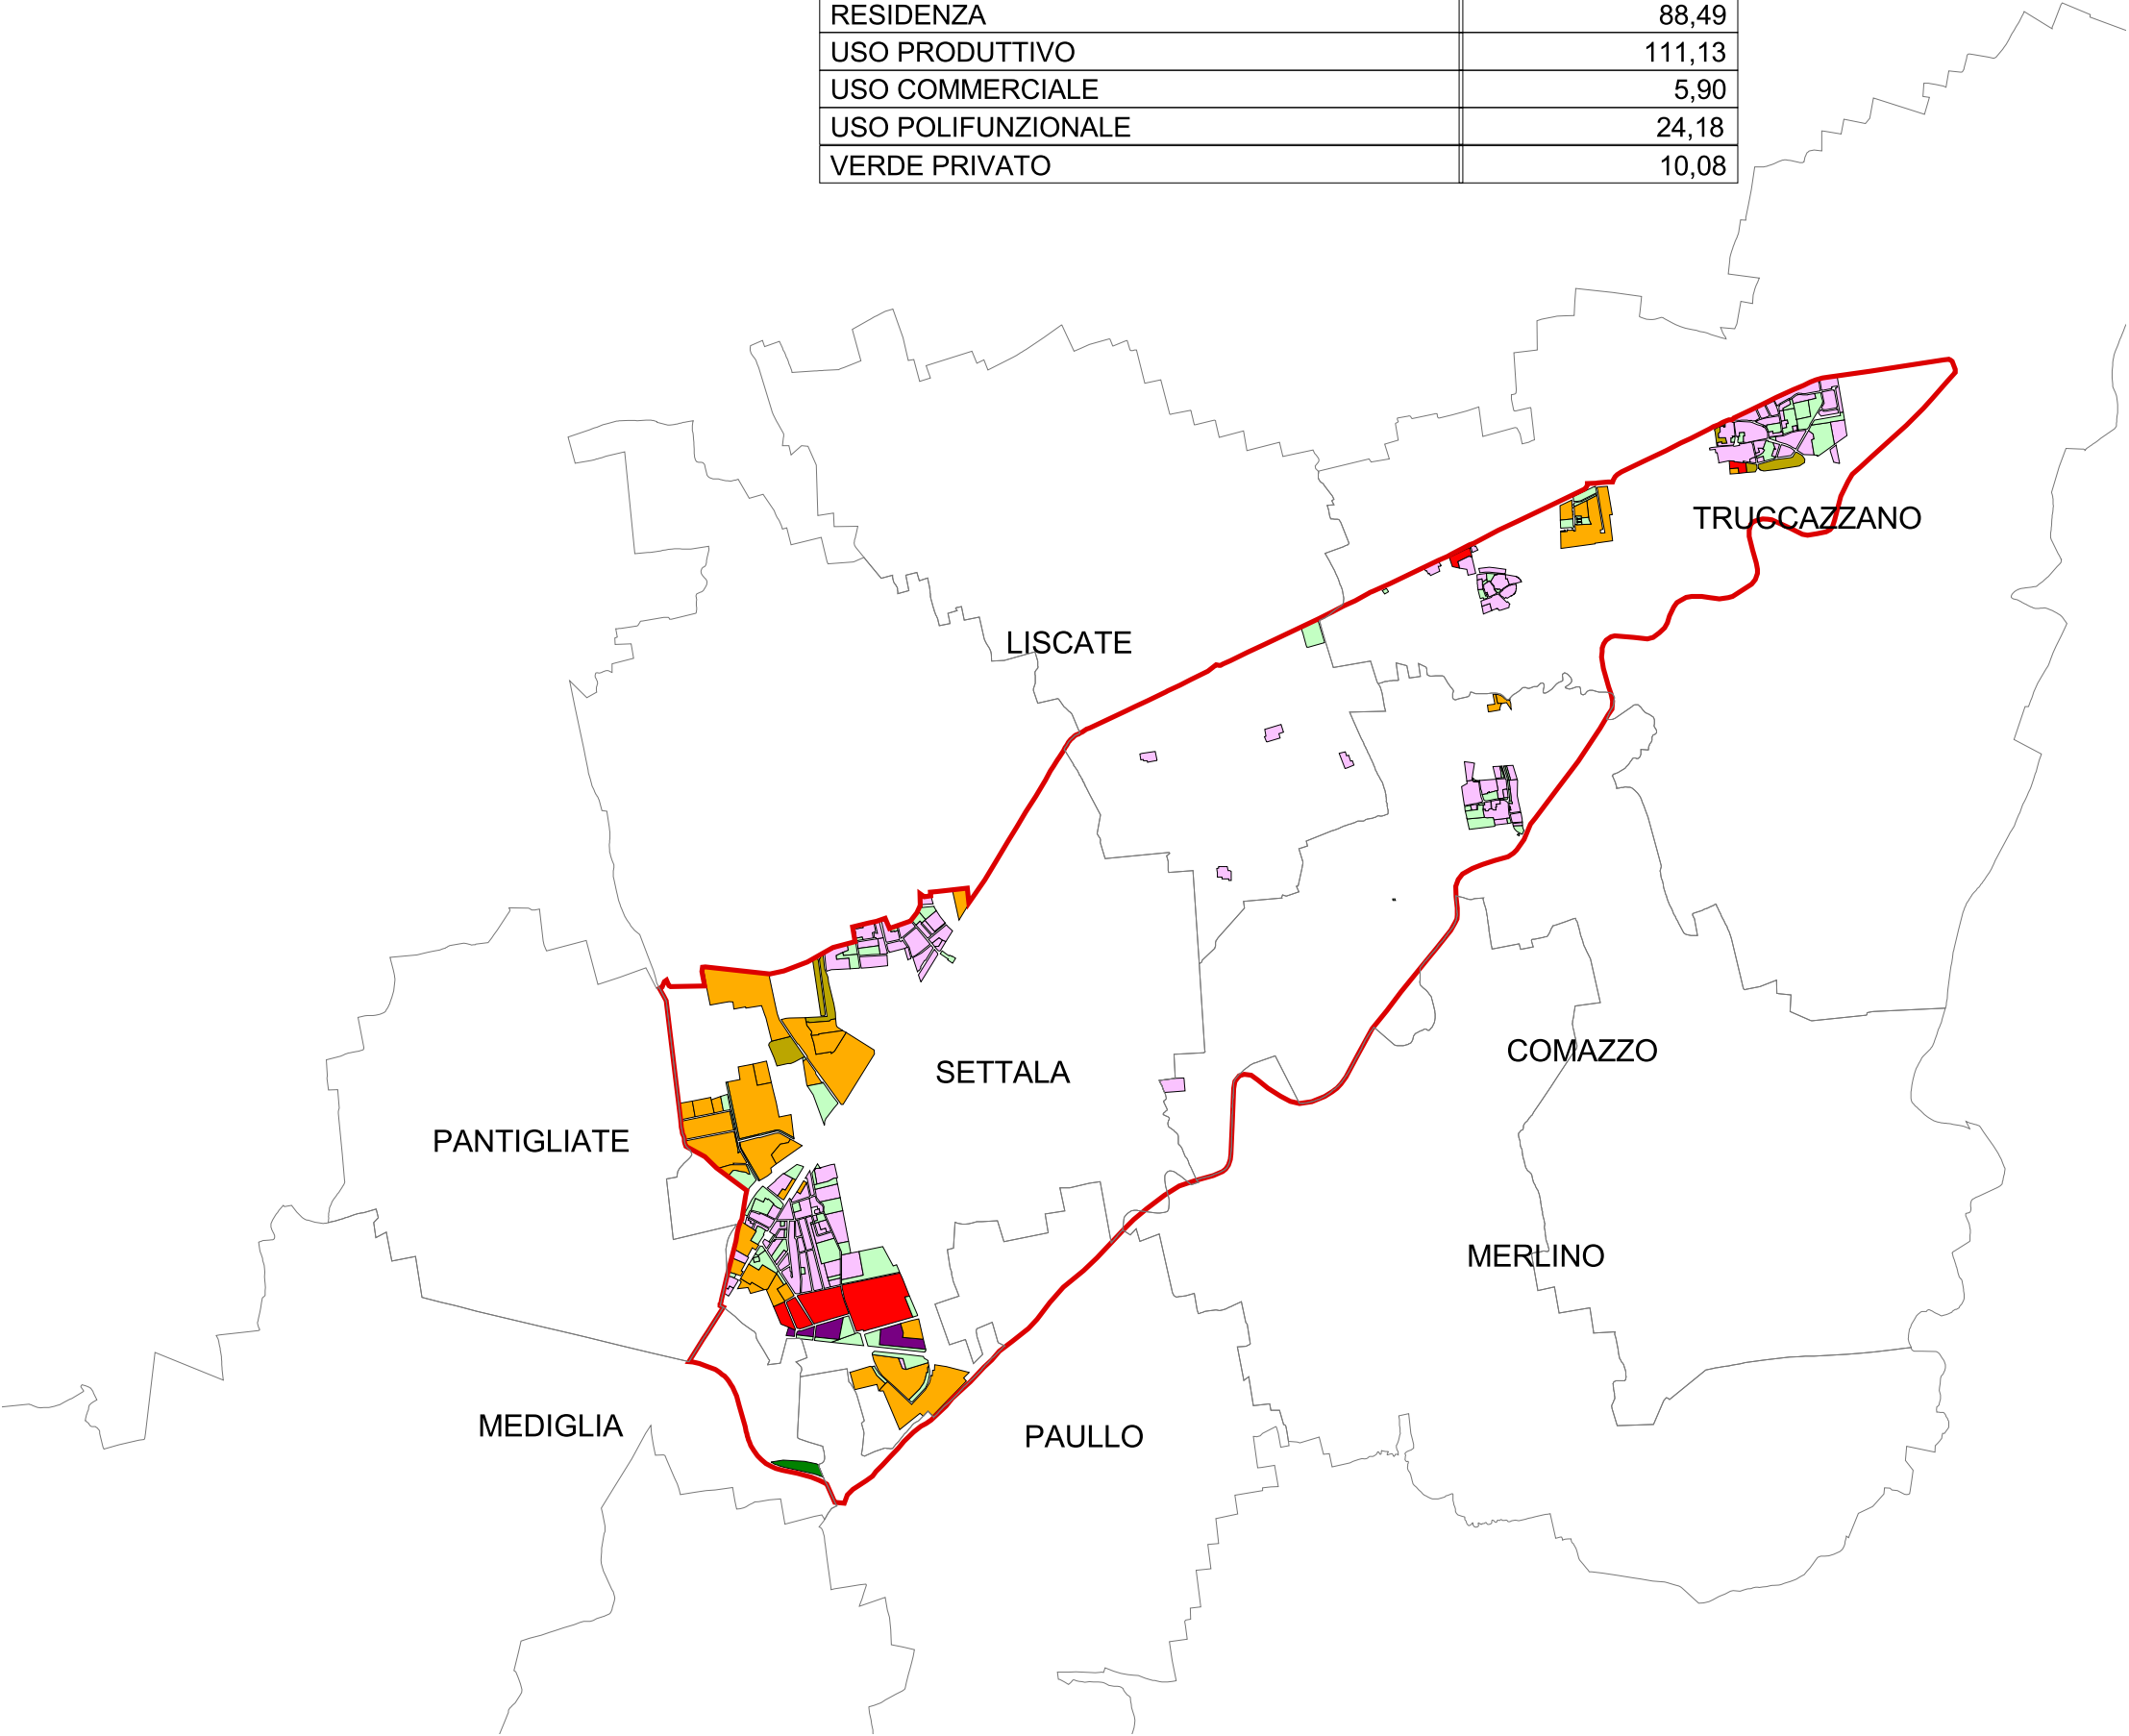 RESIDENZA 88,49
USO PRODUTTIVO 111,13
USO COMMERCIALE 5,90
USO POLIFUNZIONALE 24,18
VERDE PRIVATO 10,08
TRUCCAZZANO
LISCATE
COMAZZO
SETTALA
PANTIGLIATE
MERLINO
MEDIGLIA
PAULLO